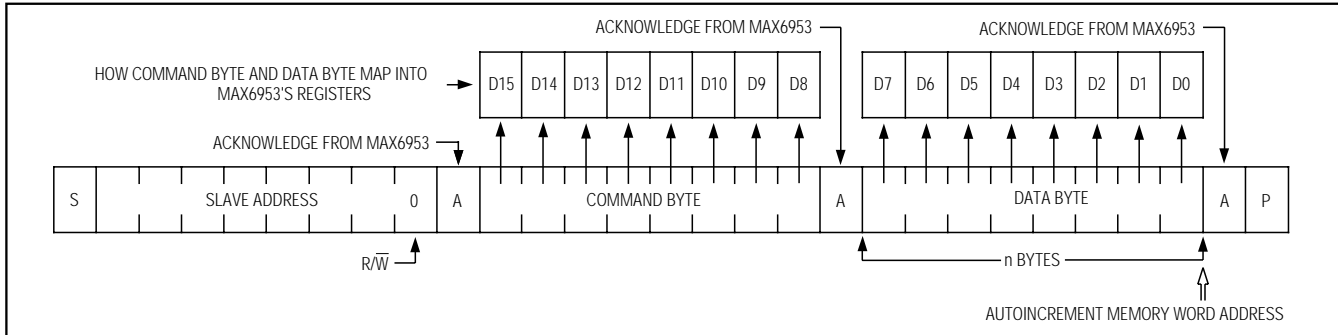 ACKNOWLEDGE FROM MAX6953
ACKNOWLEDGE FROM MAX6953
HOW COMMAND BYTE AND DATA BYTE MAP INTO
MAX6953'S REGISTERS
D15 D14 D13 D12 D11 D10 D9 D8
D7 D6 D5 D4 D3 D2 D1 D0
ACKNOWLEDGE FROM MAX6953
S SLAVE ADDRESS 0 A COMMAND BYTE A DATA BYTE A P
R/W̅
n BYTES
AUTOINCREMENT MEMORY WORD ADDRESS